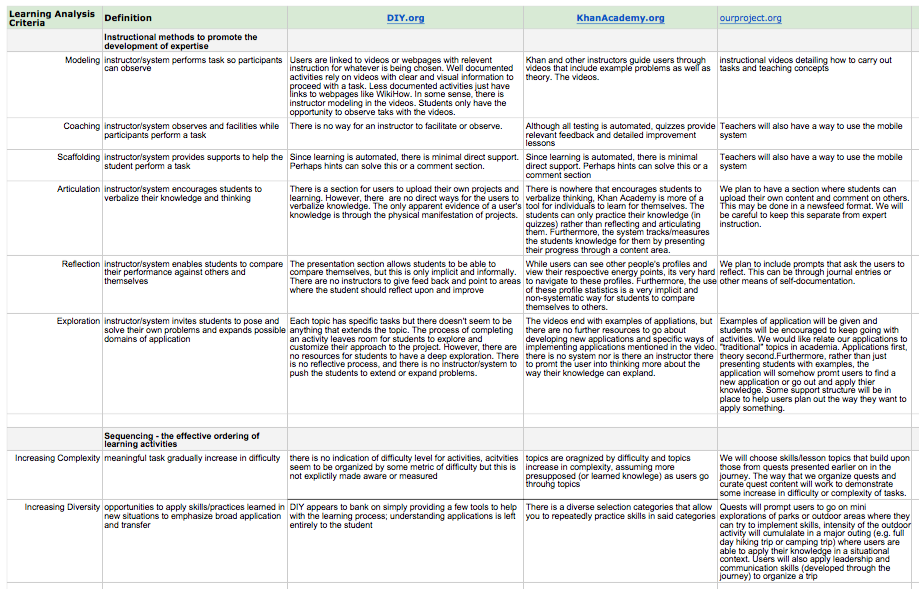 Learning Analysis
Criteria
Definition
DIY.org
KhanAcademy.org
ourproject.org
Instructional methods to promote the
development of expertise
Modeling
instructor/system performs task so participants
can observe
Users are linked to videos or webpages with relevent
instruction for whatever is being chosen. Well documented
activities rely on videos with clear and visual information to
proceed with a task. Less documented activities just have
links to webpages like WikiHow. In some sense, there is
instructor modeling in the videos. Students only have the
opportunity to observe taks with the videos.
Khan and other instructors guide users through
videos that include example problems as well as
theory. The videos.
instructional videos detailing how to carry out
tasks and teaching concepts
Coaching
instructor/system observes and facilities while
participants perform a task
There is no way for an instructor to facilitate or observe.
Although all testing is automated, quizzes provide
relevant feedback and detailed improvement
lessons
Teachers will also have a way to use the mobile
system
Scaffolding
instructor/system provides supports to help the
student perform a task
Since learning is automated, there is minimal direct support.
Perhaps hints can solve this or a comment section.
Since learning is automated, there is minimal
direct support. Perhaps hints can solve this or a
comment section
Teachers will also have a way to use the mobile
system
Articulation
instructor/system encourages students to
verbalize their knowledge and thinking
There is a section for users to upload their own projects and
learning. However, there are no direct ways for the users to
verbalize knowledge. The only apparent evidence of a user's
knowledge is through the physical manifestation of projects.
There is nowhere that encourages students to
verbalize thinking, Khan Academy is more of a
tool for individuals to learn for themselves. The
students can only practice their knowledge (in
quizzes) rather than reflecting and articulating
them. Furthermore, the system tracks/measures
the students knowledge for them by presenting
their progress through a content area.
We plan to have a section where students can
upload their own content and comment on others.
This may be done in a newsfeed format. We will
be careful to keep this separate from expert
instruction.
Reflection
instructor/system enables students to compare
their performance against others and
themselves
The presentation section allows students to be able to
compare themselves, but this is only implicit and informally.
There are no instructors to give feed back and point to areas
where the student should reflect upon and improve
While users can see other people's profiles and
view their respoective energy points, its very hard
to navigate to these profiles. Furthermore, the use
of these profile statistics is a very implicit and
non-systematic way for students to compare
themselves to others.
We plan to include prompts that ask the users to
reflect. This can be through journal entries or
other means of self-documentation.
Exploration
instructor/system invites students to pose and
solve their own problems and expands possible
domains of application
Each topic has specific tasks but there doesn't seem to be
anything that extends the topic. The process of completing
an activity leaves room for students to explore and
customize their approach to the project. However, there are
no resources for students to have a deep exploration. There
is no reflective process, and there is no instructor/system to
push the students to extend or expand problems.
The videos end with examples of appliations, but
there are no further resources to go about
developing new applications and specific ways of
implementing applications mentioned in the video.
there is no system nor is there an instructor there
to promt the user into thinking more about the
way their knowledge can expland.
Examples of application will be given and
students will be encouraged to keep going with
activities. We would like relate our applications to
"traditional" topics in academia. Applications first,
theory second.Furthermore, rather than just
presenting students with examples, the
application will somehow promt users to find a
new application or go out and apply thier
knowledge. Some support structure will be in
place to help users plan out the way they want to
apply something.
Sequencing - the effective ordering of
learning activities
Increasing Complexity
meaningful task gradually increase in difficulty
there is no indication of difficulty level for activities, acitvities
seem to be organized by some metric of difficulty but this is
not explictily made aware or measured
topics are oragnized by difficulty and topics
increase in complexity, assuming more
presupposed (or learned knowlege) as users go
throuhg topics
We will choose skills/lesson topics that build upon
those from quests presented earlier on in the
journey. The way that we organize quests and
curate quest content will work to demonstrate
some increase in difficulty or complexity of tasks.
Increasing Diversity
opportunities to apply skills/practices learned in
new situations to emphasize broad application
and transfer
DIY appears to bank on simply providing a few tools to help
with the learning process; understanding applications is left
entirely to the student
There is a diverse selection categories that allow
you to repeatedly practice skills in said categories
Quests will prompt users to go on mini
explorations of parks or outdoor areas where they
can try to implement skills, intensity of the outdoor
activity will cumulalate in a major outing (e.g. full
day hiking trip or camping trip) where users are
able to apply their knowledge in a situational
context. Users will also apply leadership and
communication skills (developed through the
journey) to organize a trip